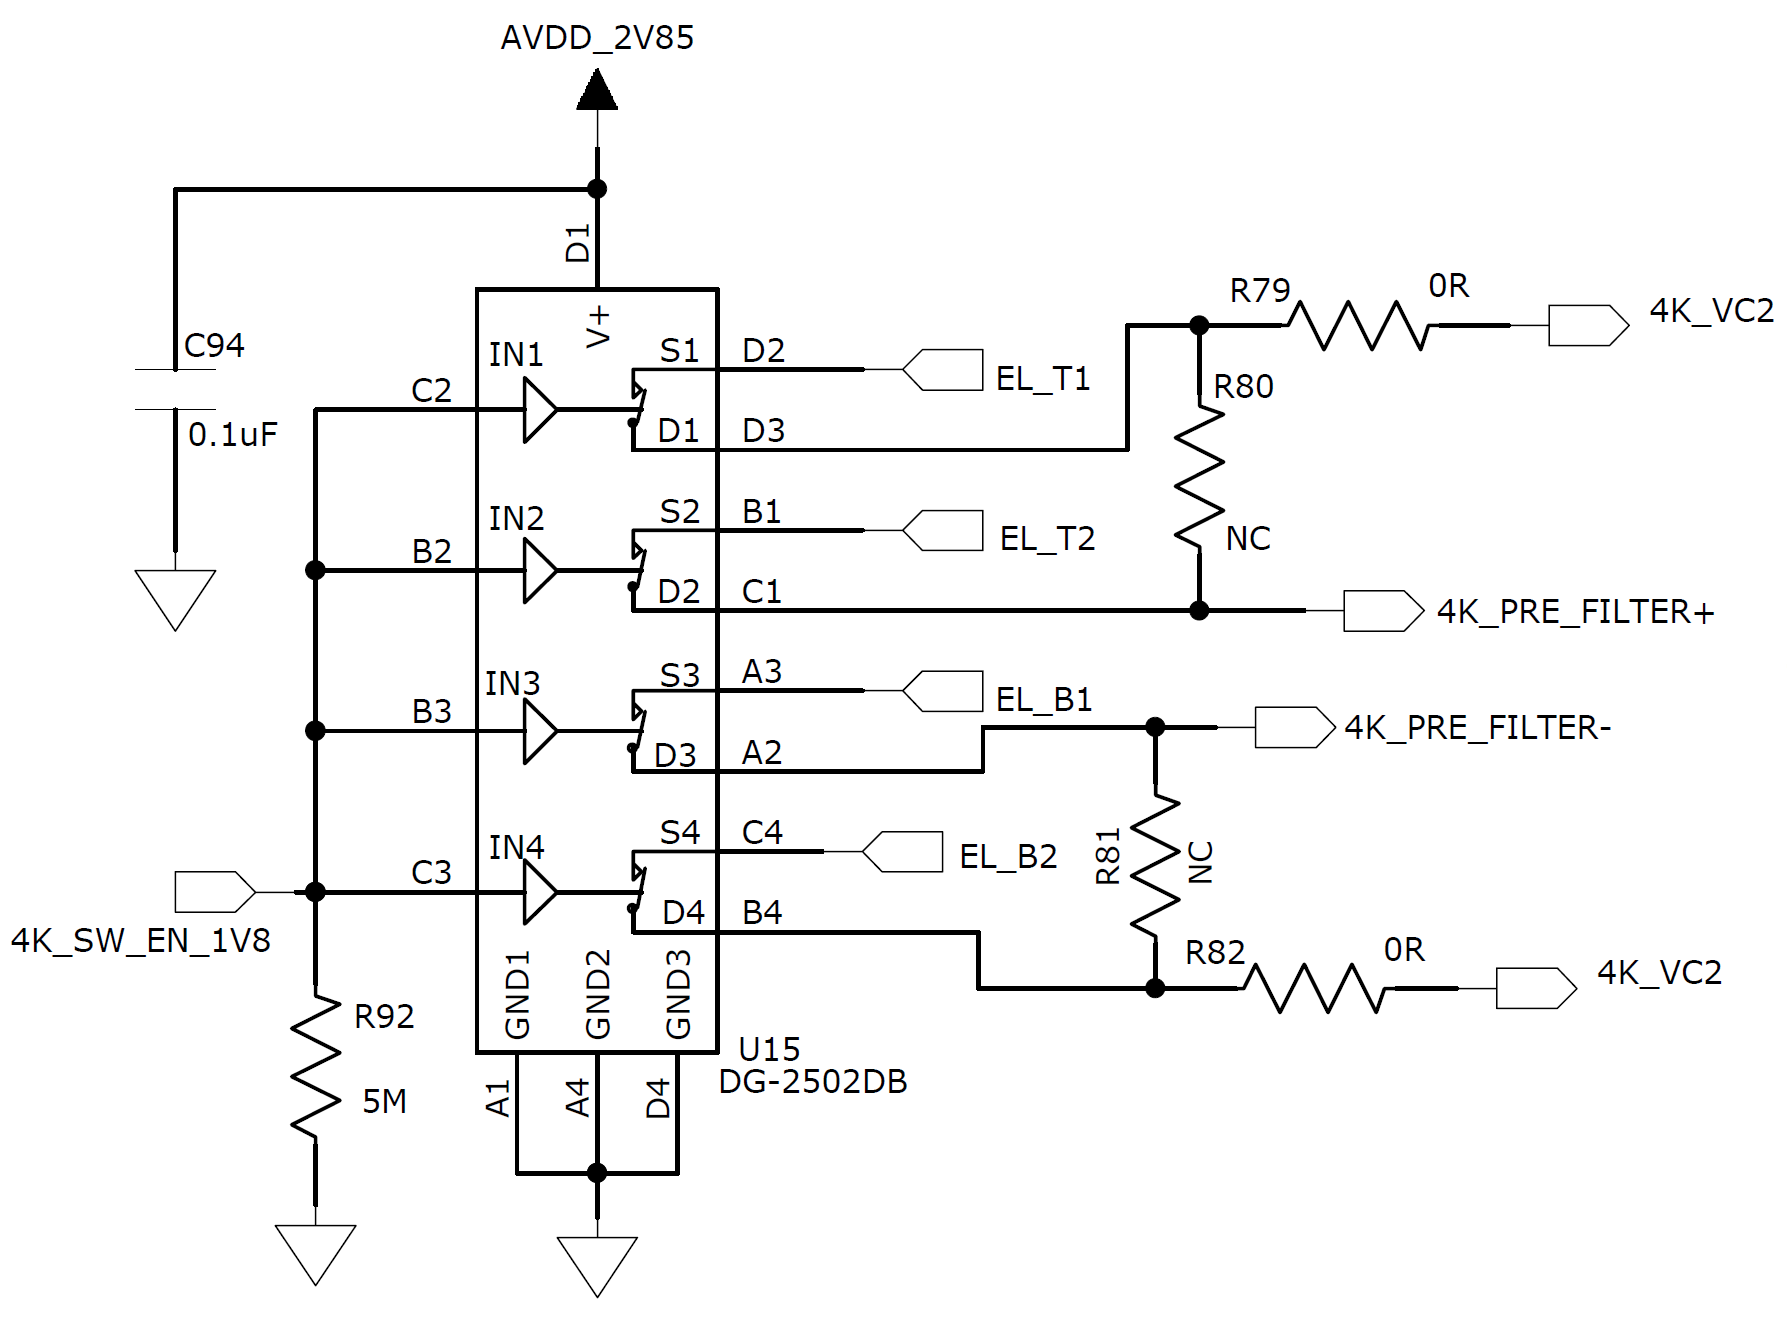 AVDD_2V85
D1
V+
C94
0.1uF
IN1
C2
S1
D2
EL_T1
D1
D3
R79
0R
4K_VC2
R80
NC
IN2
B2
S2
B1
EL_T2
D2
C1
4K_PRE_FILTER+
IN3
B3
S3
A3
EL_B1
D3
A2
4K_PRE_FILTER-
R81
NC
IN4
C3
S4
C4
EL_B2
D4
B4
R82
0R
4K_VC2
4K_SW_EN_1V8
R92
5M
GND1
GND2
GND3
U15
DG-2502DB
A1
A4
D4